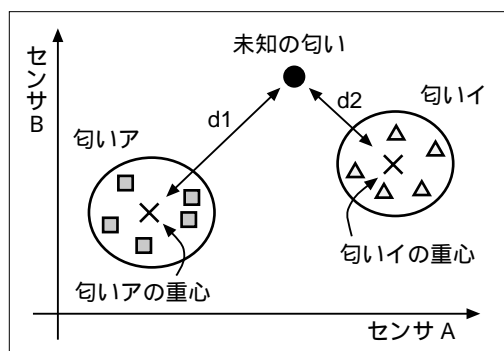 センサB
未知の匂い
匂いイ
d1
d2
匂いア
匂いイの重心
匂いアの重心
センサ A